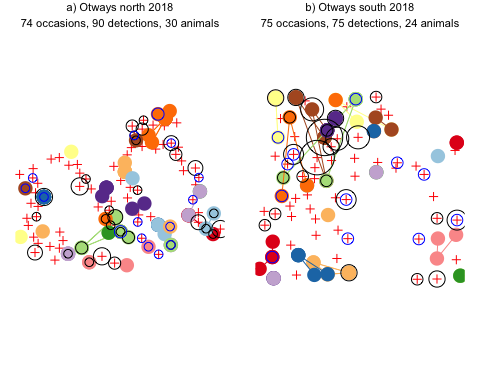 a) Otways north 2018
74 occasions, 90 detections, 30 animals
b) Otways south 2018
75 occasions, 75 detections, 24 animals